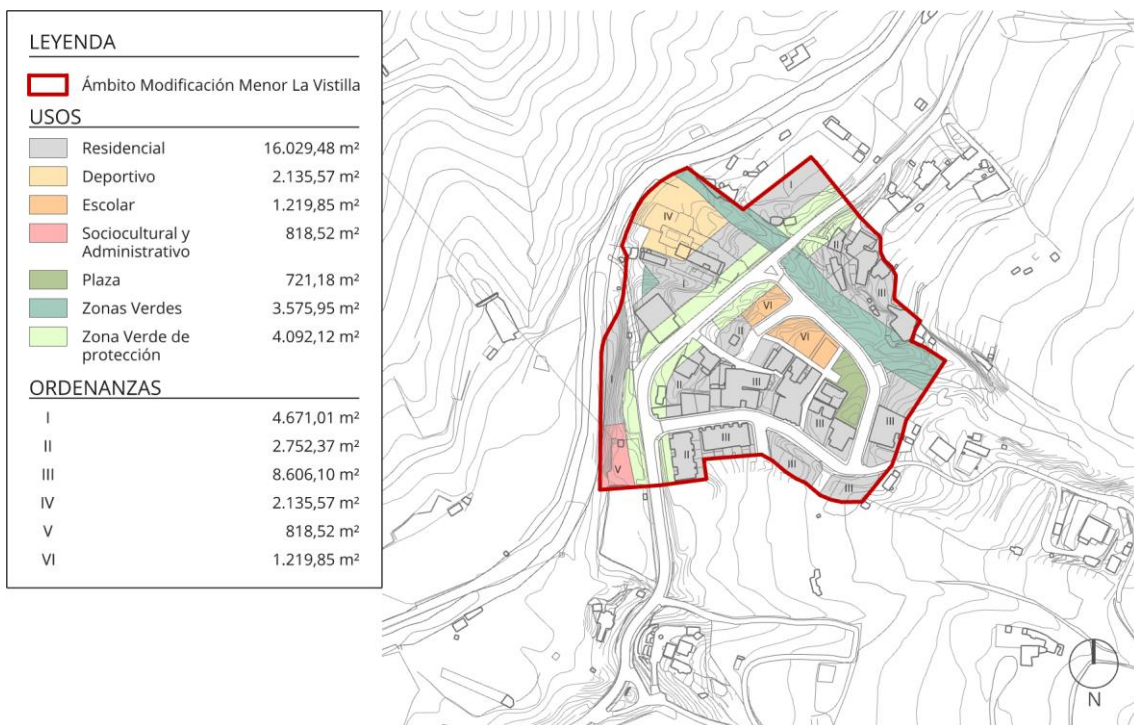 LEYENDA
Ámbito Modificación Menor La Vistilla
USOS
Residencial 16.029,48 m²
Deportivo 2.135,57 m²
Escolar 1.219,85 m²
Sociocultural y
Administrativo 818,52 m²
Plaza 721,18 m²
Zonas Verdes 3.575,95 m²
Zona Verde de
protección 4.092,12 m²
ORDENANZAS
I 4.671,01 m²
II 2.752,37 m²
III 8.606,10 m²
IV 2.135,57 m²
V 818,52 m²
VI 1.219,85 m²
I
IV
II
III
I
VI
II
VI
I
II
III
III
III
V
II
III
III
III
N